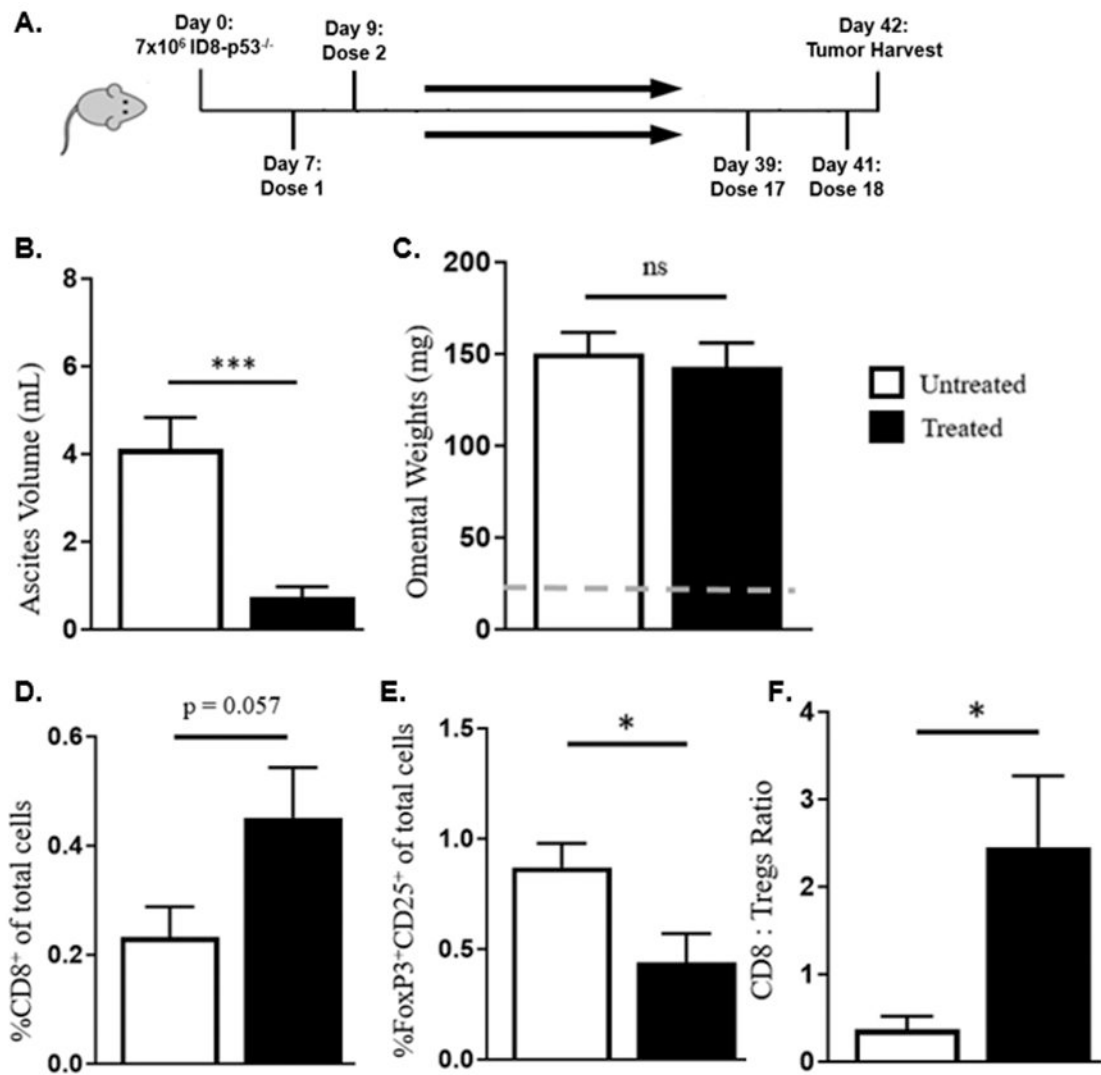 A.
Day 0:
7x10⁶ ID8-p53⁻/⁻
Day 9:
Dose 2
Day 42:
Tumor Harvest
Day 7:
Dose 1
Day 39:
Dose 17
Day 41:
Dose 18
B.
Ascites Volume (mL)
8
6
4
2
0
***
C.
Omental Weights (mg)
200
150
100
50
0
ns
Untreated
Treated
D.
%CD8⁺ of total cells
0.6
0.4
0.2
0.0
p = 0.057
E.
%FoxP3⁺CD25⁺ of total cells
1.5
1.0
0.5
0.0
*
F.
CD8 : Tregs Ratio
4
3
2
1
0
*